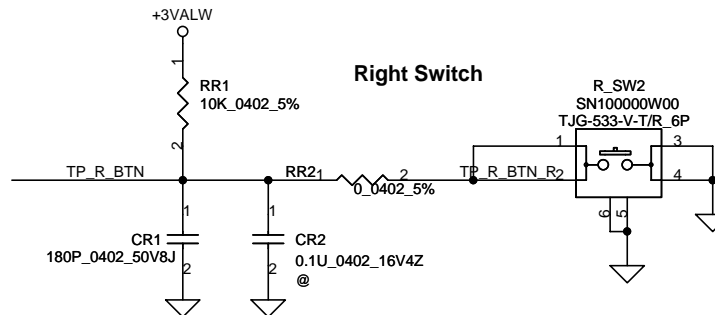 +3VALW
1
RR1
10K_0402_5%
2
Right Switch
R_SW2
SN100000W00
TJG-533-V-T/R_6P
1
3
TP_R_BTN
RR2
1
2
0_0402_5%
TP_R_BTN_R
2
4
6
5
1
CR1
180P_0402_50V8J
2
1
CR2
0.1U_0402_16V4Z
2
@